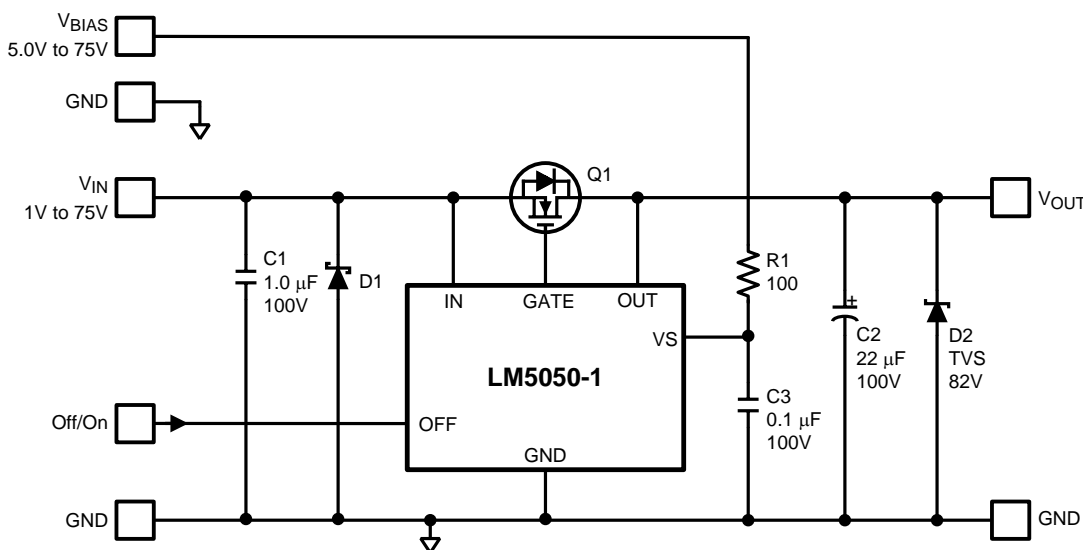 VBIAS
5.0V to 75V
GND
VIN
1V to 75V
Q1
VOUT
C1
1.0 μF
100V
D1
IN
GATE
OUT
VS
LM5050-1
OFF
GND
R1
100
C3
0.1 μF
100V
+
C2
22 μF
100V
D2
TVS
82V
Off/On
GND
GND